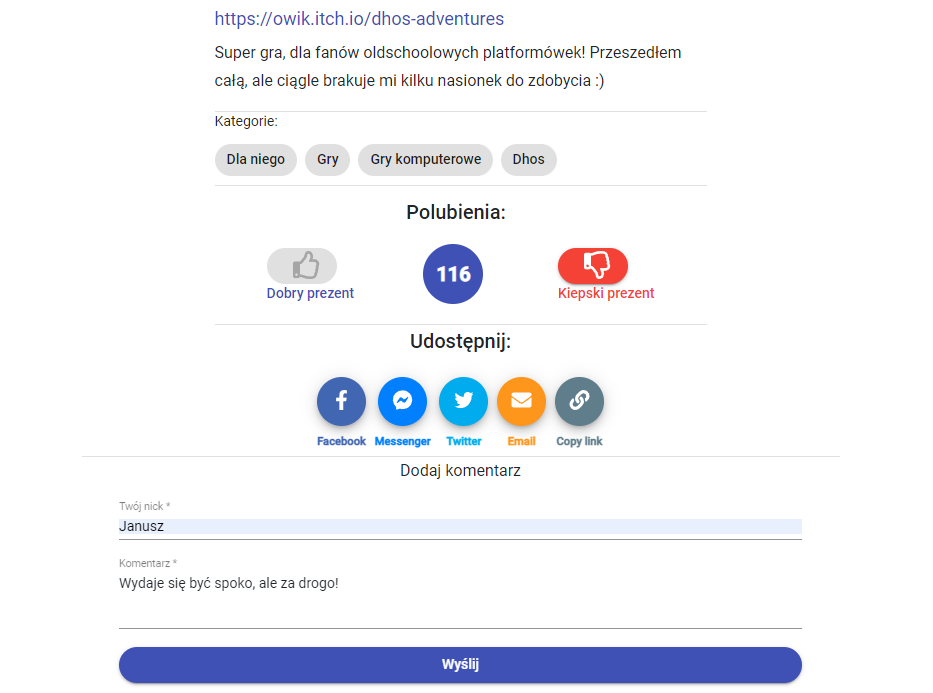 https://owik.itch.io/dhos-adventures
Super gra, dla fanów oldschoolowych platformówek! Przeszedłem
całą, ale ciągle brakuje mi kilku nasionek do zdobycia :)
Kategorie:
Dla niego Gry Gry komputerowe Dhos
Polubienia:
116
Dobry prezent Kiepski prezent
Udostępnij:
Facebook Messenger Twitter Email Copy link
Dodaj komentarz
Twój nick *
Janusz
Komentarz *
Wydaje się być spoko, ale za drogo!
Wyślij